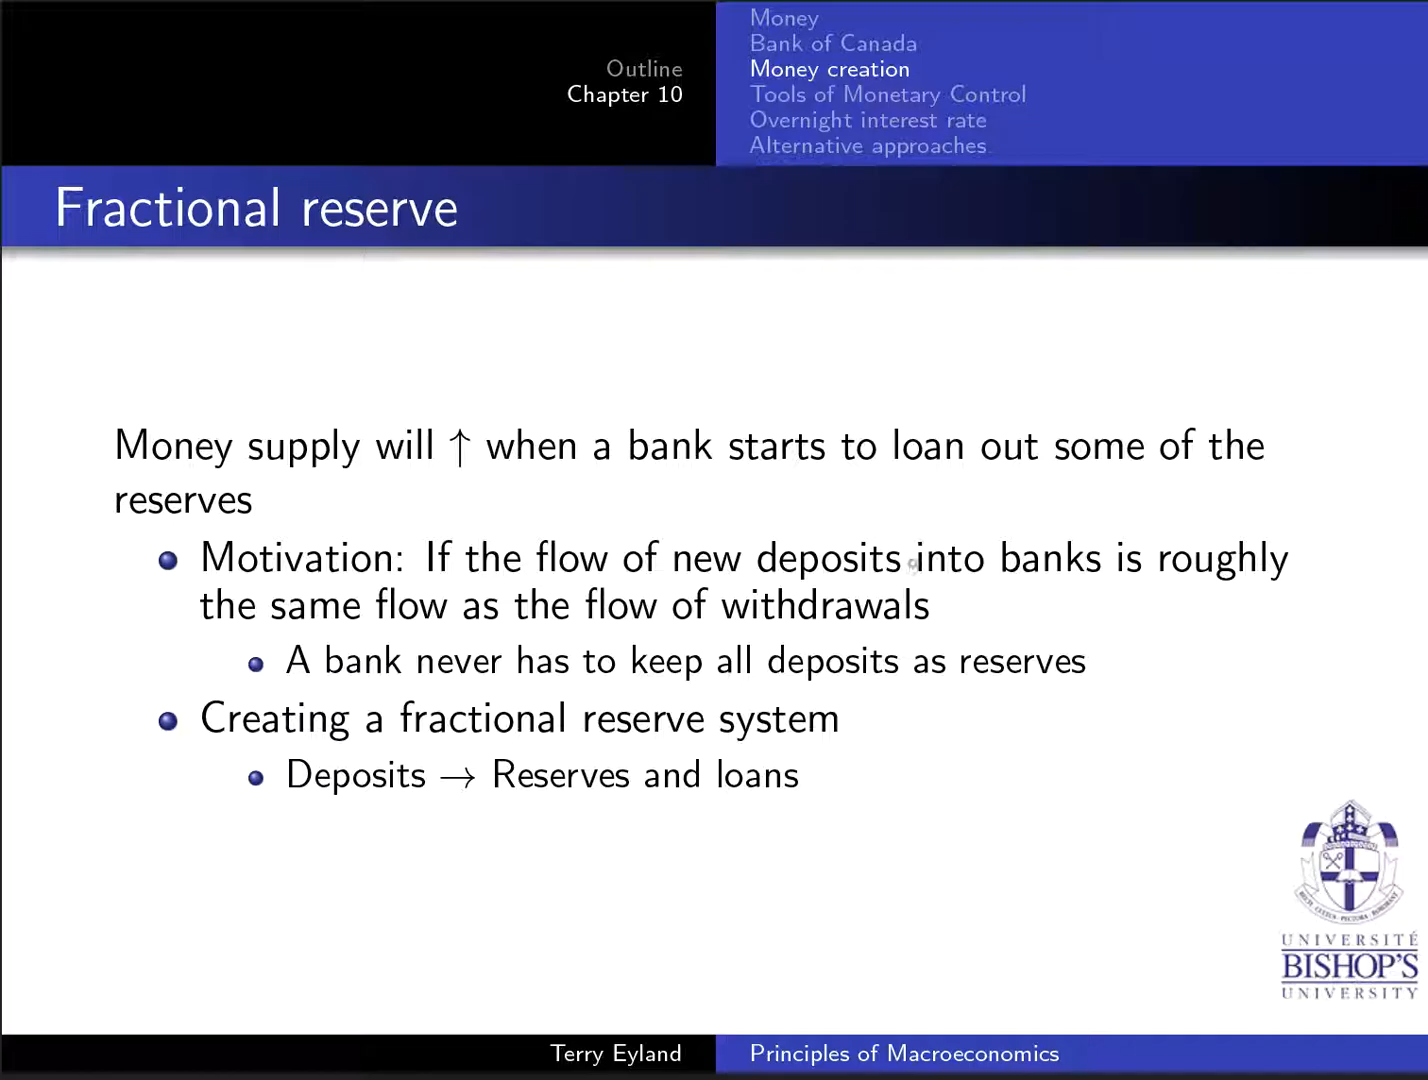 Outline
Chapter 10
Money
Bank of Canada
Money creation
Tools of Monetary Control
Overnight interest rate
Alternative approaches
Fractional reserve
Money supply will ↑ when a bank starts to loan out some of the
reserves
Motivation: If the flow of new deposits into banks is roughly
the same flow as the flow of withdrawals
A bank never has to keep all deposits as reserves
Creating a fractional reserve system
Deposits → Reserves and loans
UNIVERSITÉ
BISHOP'S
UNIVERSITY
Terry Eyland
Principles of Macroeconomics